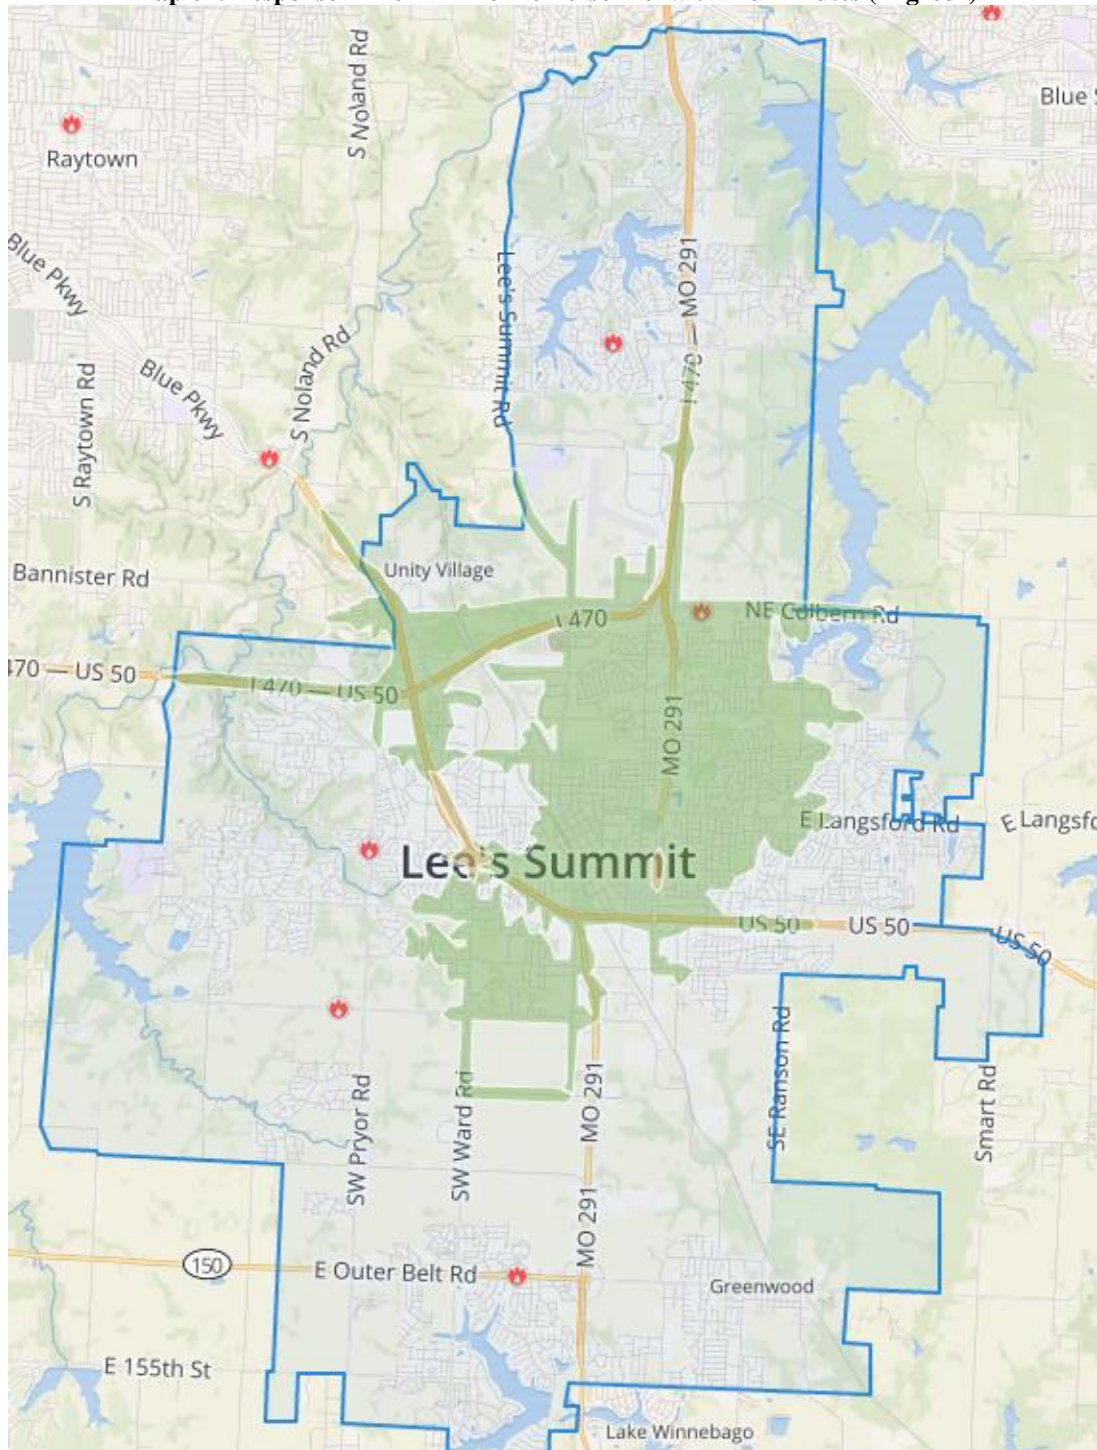 S Noland Rd
Blue
Raytown
Blue Pkwy
Lee's Summit Rd
I 470 — MO 291
S Noland Rd
Blue Pkwy
S Raytown Rd
Bannister Rd
Unity Village
I 470
NE Colbern Rd
470 — US 50
I 470 — US 50
MO 291
E Langsford Rd
E Langsfo
Lee's Summit
US 50
US 50
US 50
SE Ranson Rd
SW Pryor Rd
SW Ward Rd
MO 291
Smart Rd
MO 291
150
E Outer Belt Rd
Greenwood
E 155th St
Lake Winnebago